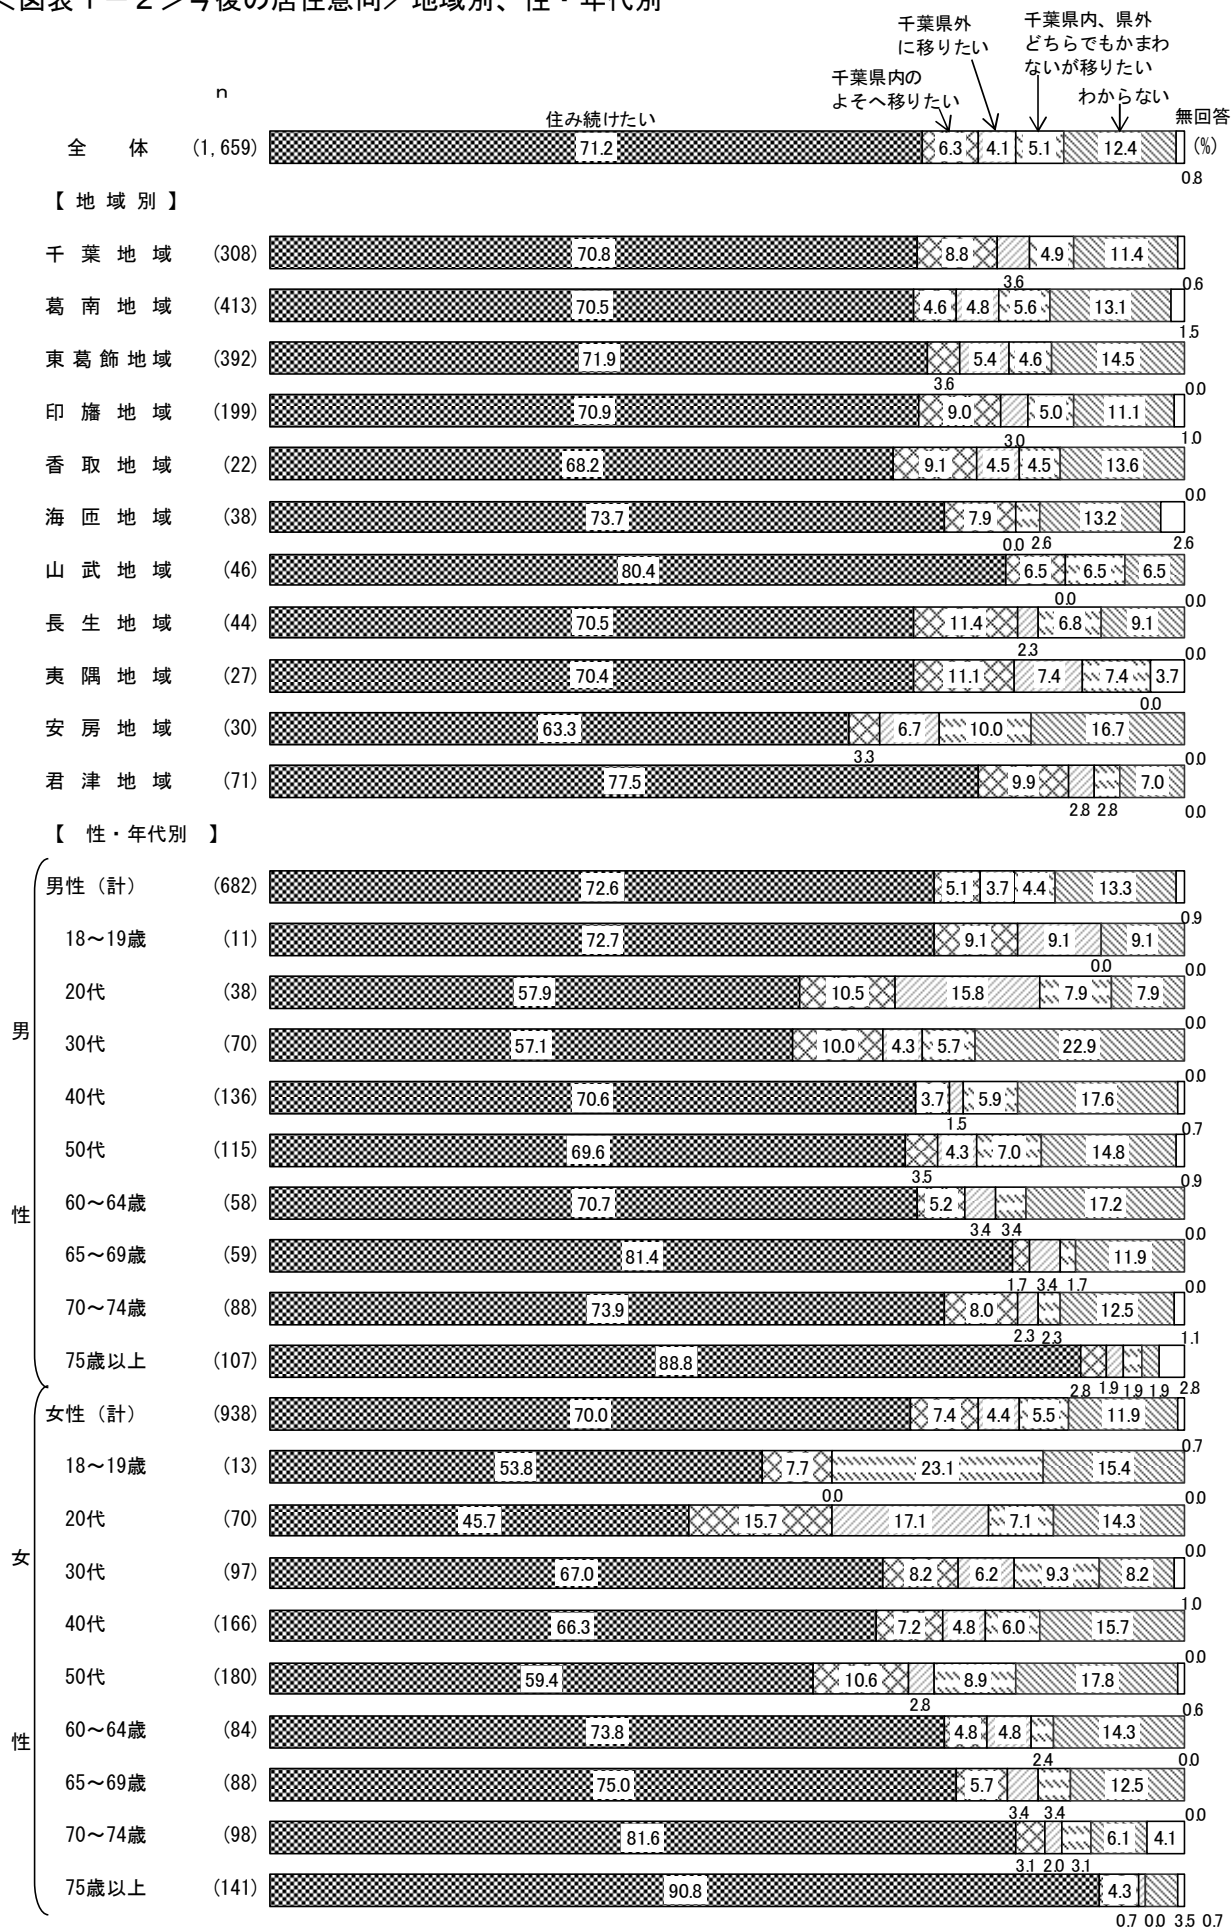 ＜図表１－２＞今後の居住意向／地域別、性・年代別
千葉県外
に移りたい
千葉県内、県外
どちらでもかまわ
ないが移りたい
千葉県内の
よそへ移りたい
わからない
n
住み続けたい
無回答
全体 (1,659) 71.2 6.3 4.1 5.1 12.4 (%)
0.8
【 地 域 別 】
千葉地域 (308) 70.8 8.8 4.9 11.4
3.6 0.6
葛南地域 (413) 70.5 4.6 4.8 5.6 13.1
1.5
東葛飾地域 (392) 71.9 5.4 4.6 14.5
3.6 0.0
印旛地域 (199) 70.9 9.0 5.0 11.1
3.0 1.0
香取地域 (22) 68.2 9.1 4.5 4.5 13.6
0.0
海匝地域 (38) 73.7 7.9 13.2
0.0 2.6 2.6
山武地域 (46) 80.4 6.5 6.5 6.5
0.0 0.0
長生地域 (44) 70.5 11.4 6.8 9.1
2.3 0.0
夷隅地域 (27) 70.4 11.1 7.4 7.4 3.7
0.0
安房地域 (30) 63.3 6.7 10.0 16.7
3.3 0.0
君津地域 (71) 77.5 9.9 7.0
2.8 2.8 0.0
【 性・年代別 】
男性（計） (682) 72.6 5.1 3.7 4.4 13.3
0.9
18～19歳 (11) 72.7 9.1 9.1 9.1
0.0 0.0
20代 (38) 57.9 10.5 15.8 7.9 7.9
0.0
男
30代 (70) 57.1 10.0 4.3 5.7 22.9
0.0
40代 (136) 70.6 3.7 5.9 17.6
1.5 0.7
50代 (115) 69.6 4.3 7.0 14.8
3.5 0.9
性
60～64歳 (58) 70.7 5.2 17.2
3.4 3.4 0.0
65～69歳 (59) 81.4 11.9
1.7 3.4 1.7 0.0
70～74歳 (88) 73.9 8.0 12.5
2.3 2.3 1.1
75歳以上 (107) 88.8
2.8 1.9 1.9 1.9 2.8
女性（計） (938) 70.0 7.4 4.4 5.5 11.9
0.7
18～19歳 (13) 53.8 7.7 23.1 15.4
0.0 0.0
20代 (70) 45.7 15.7 17.1 7.1 14.3
0.0
女
30代 (97) 67.0 8.2 6.2 9.3 8.2
1.0
40代 (166) 66.3 7.2 4.8 6.0 15.7
0.0
50代 (180) 59.4 10.6 8.9 17.8
2.8 0.6
性
60～64歳 (84) 73.8 4.8 4.8 14.3
2.4 0.0
65～69歳 (88) 75.0 5.7 12.5
3.4 3.4 0.0
70～74歳 (98) 81.6 6.1 4.1
3.1 2.0 3.1
75歳以上 (141) 90.8 4.3
0.7 0.0 3.5 0.7